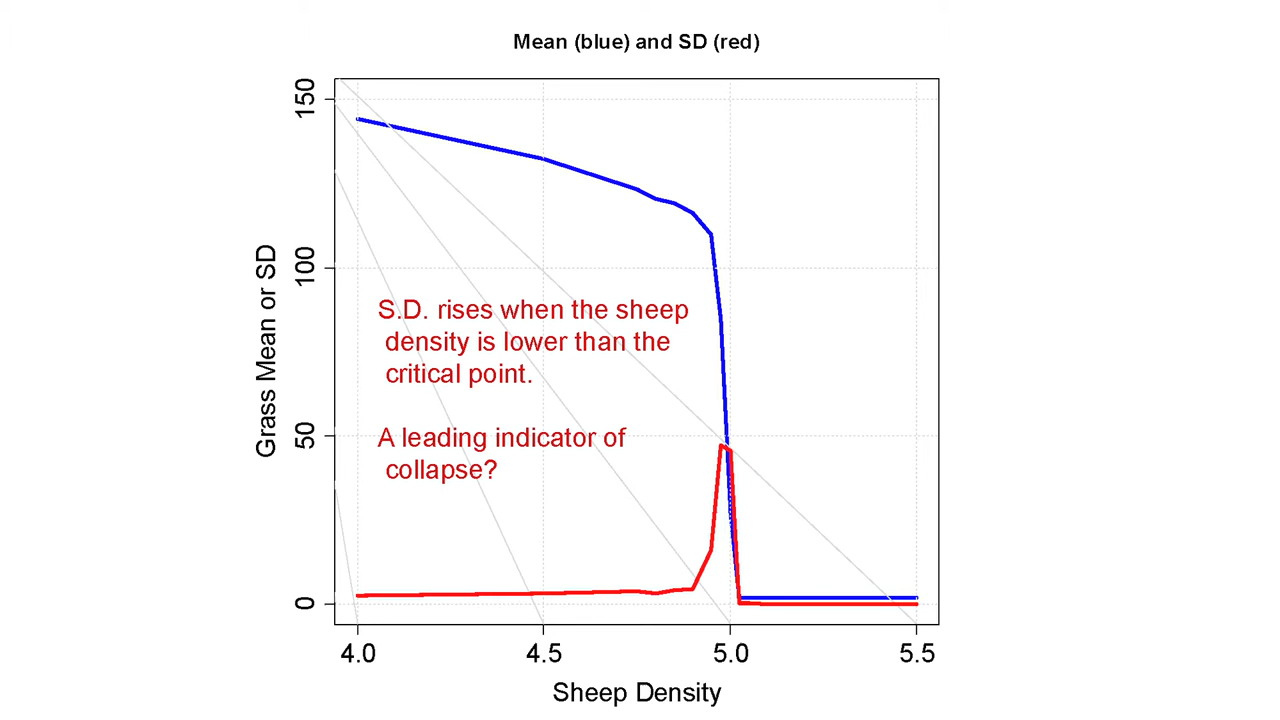 Mean (blue) and SD (red)
150
100
50
0
Grass Mean or SD
S.D. rises when the sheep
density is lower than the
critical point.
A leading indicator of
collapse?
4.0 4.5 5.0 5.5
Sheep Density